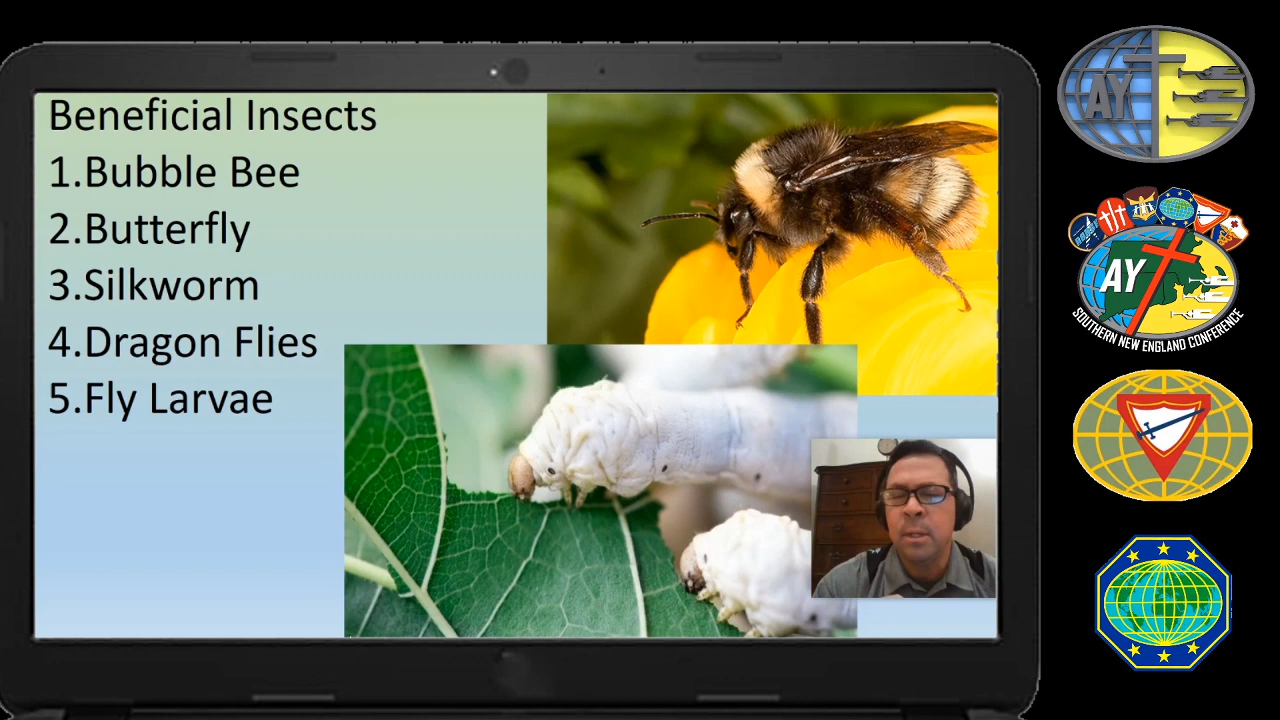 Beneficial Insects
1.Bubble Bee
2.Butterfly
3.Silkworm
4.Dragon Flies
5.Fly Larvae
AY
AY
SOUTHERN NEW ENGLAND CONFERENCE